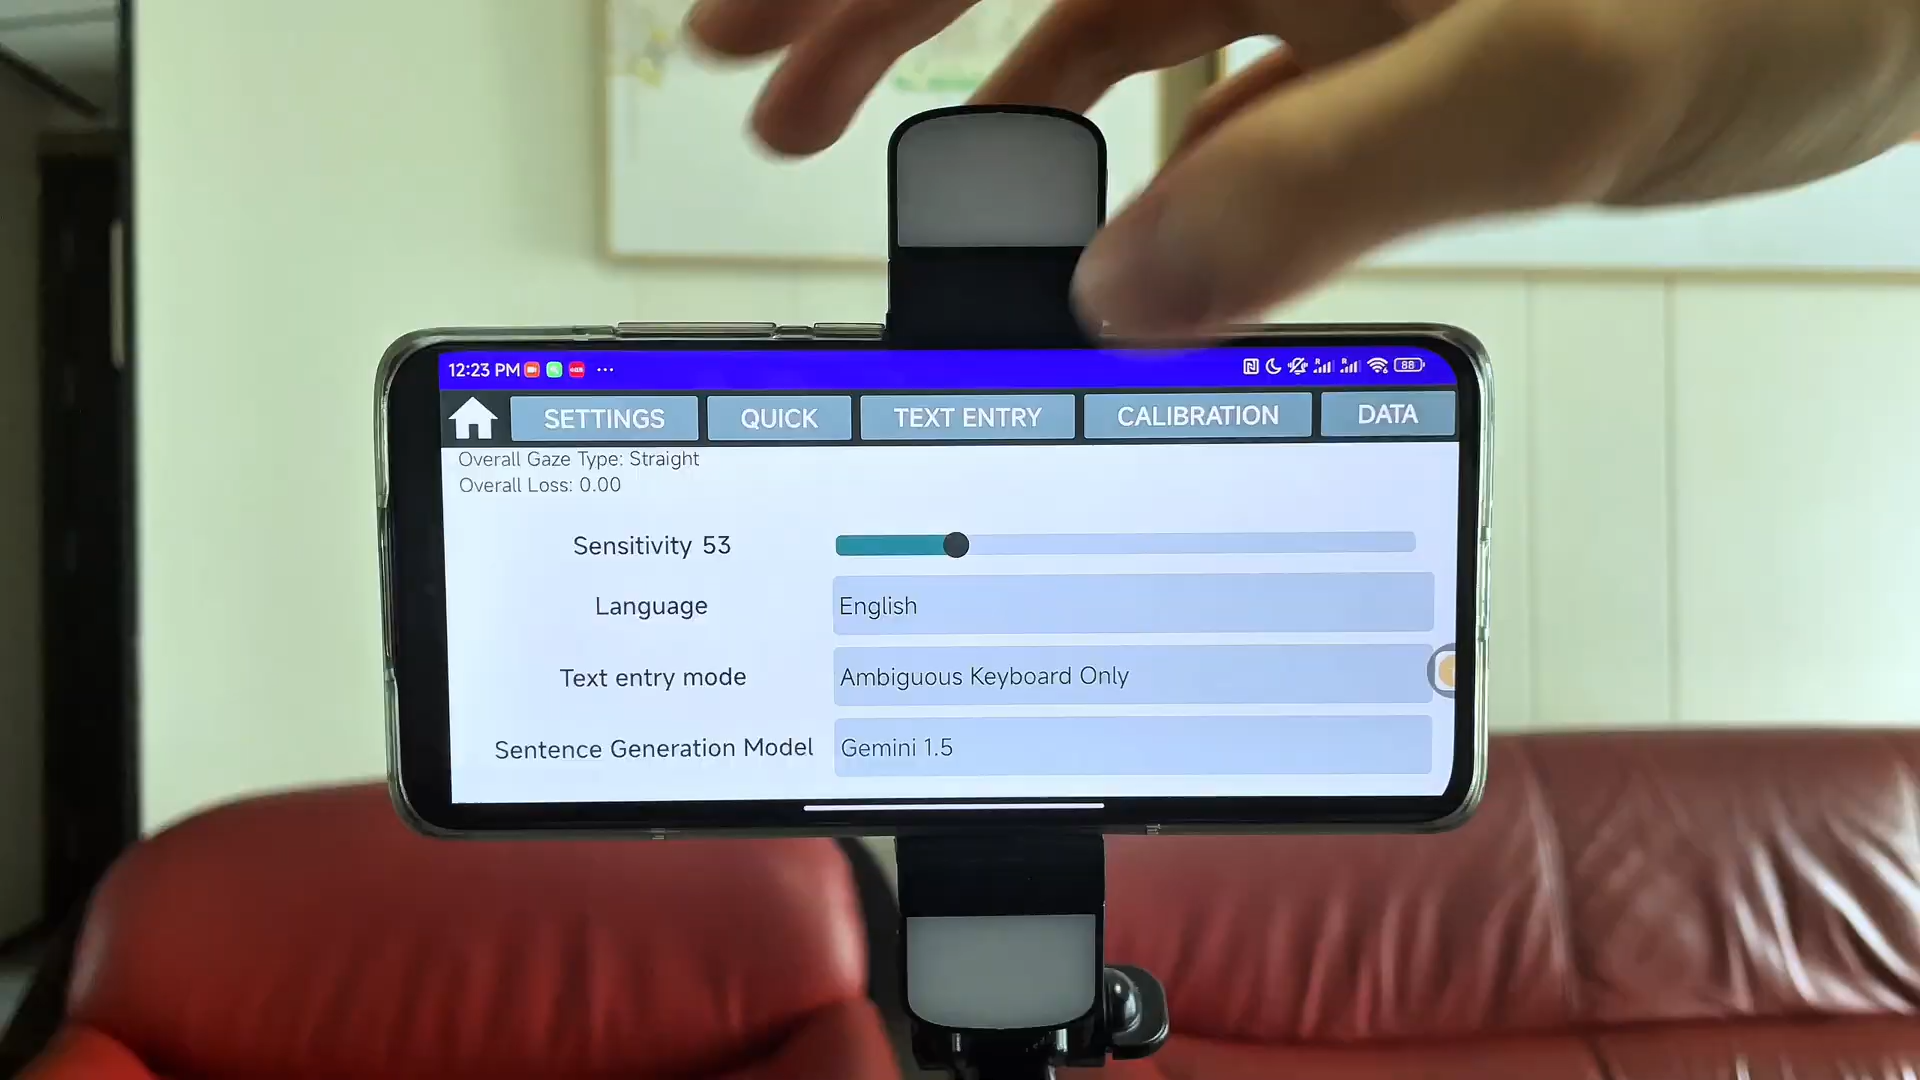 12:23 PM ... 88
SETTINGS QUICK TEXT ENTRY CALIBRATION DATA
Overall Gaze Type: Straight
Overall Loss: 0.00
Sensitivity 53
Language English
Text entry mode Ambiguous Keyboard Only
Sentence Generation Model Gemini 1.5